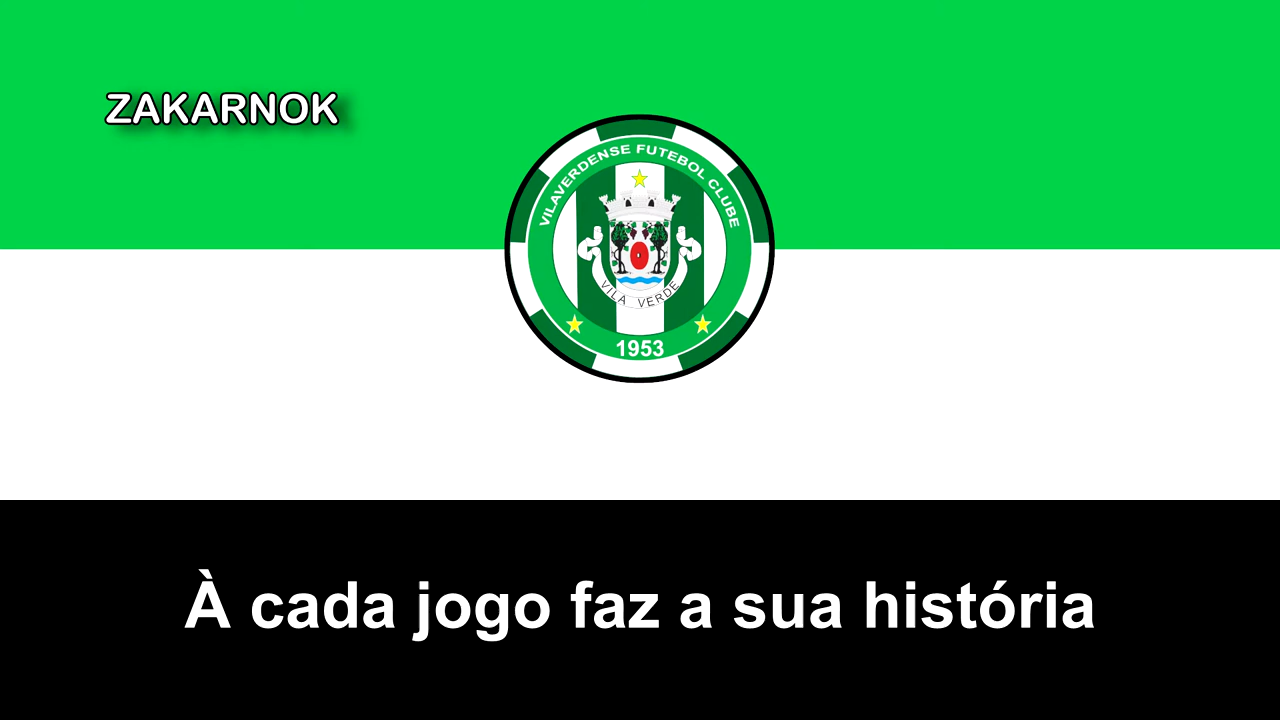 ZAKARNOK
VILAVERDENSE FUTEBOL CLUBE
VILA VERDE
1953
À cada jogo faz a sua história